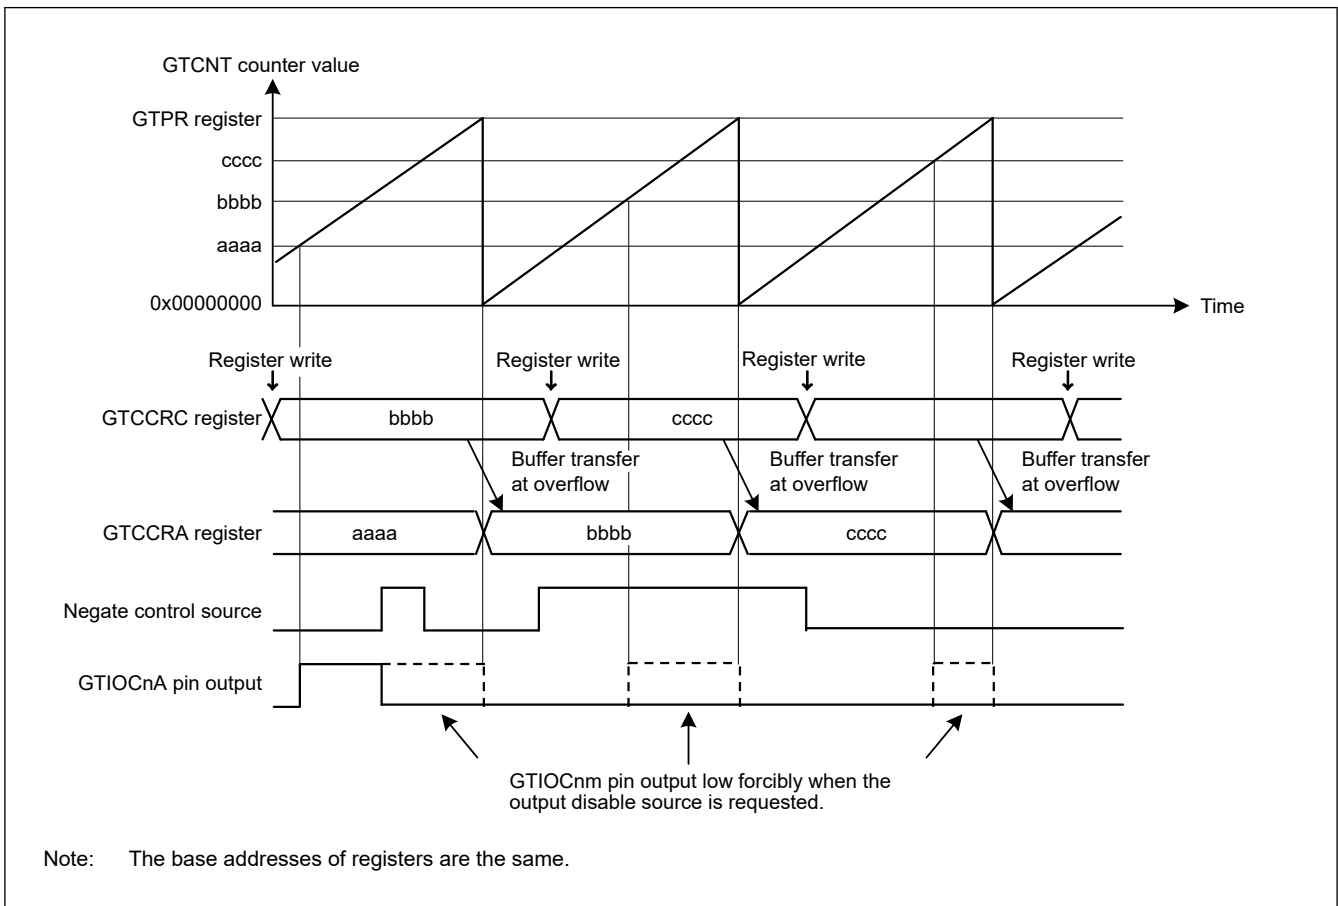 GTCNT counter value
GTPR register
cccc
bbbb
aaaa
0x00000000
Time
Register write Register write Register write Register write
GTCCRC register bbbb cccc
Buffer transfer Buffer transfer Buffer transfer
at overflow at overflow at overflow
GTCCRA register aaaa bbbb cccc
Negate control source
GTIOCnA pin output
GTIOCnm pin output low forcibly when the
output disable source is requested.
Note: The base addresses of registers are the same.